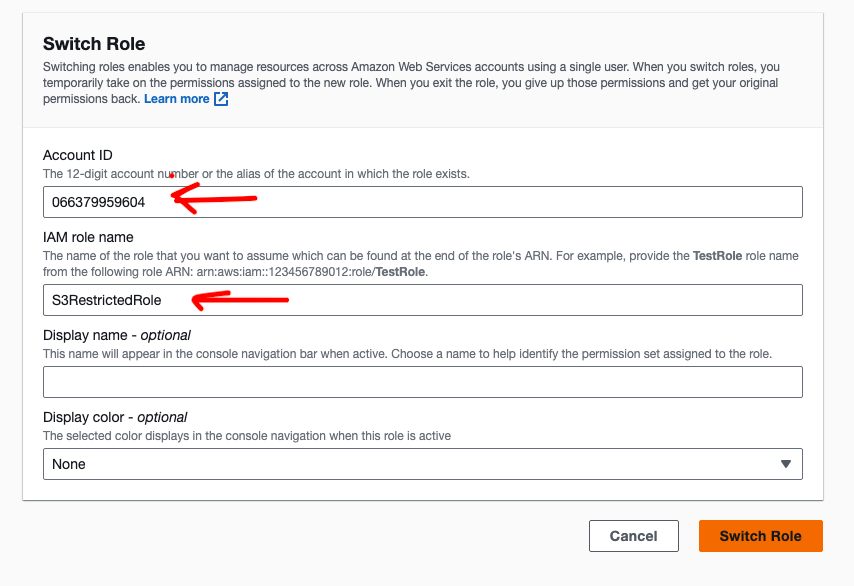 Switch Role
Switching roles enables you to manage resources across Amazon Web Services accounts using a single user. When you switch roles, you
temporarily take on the permissions assigned to the new role. When you exit the role, you give up those permissions and get your original
permissions back. Learn more
Account ID
The 12-digit account number or the alias of the account in which the role exists.
066379959604
IAM role name
The name of the role that you want to assume which can be found at the end of the role's ARN. For example, provide the TestRole role name
from the following role ARN: arn:aws:iam::123456789012:role/TestRole.
S3RestrictedRole
Display name - optional
This name will appear in the console navigation bar when active. Choose a name to help identify the permission set assigned to the role.
Display color - optional
The selected color displays in the console navigation when this role is active
None
Cancel
Switch Role